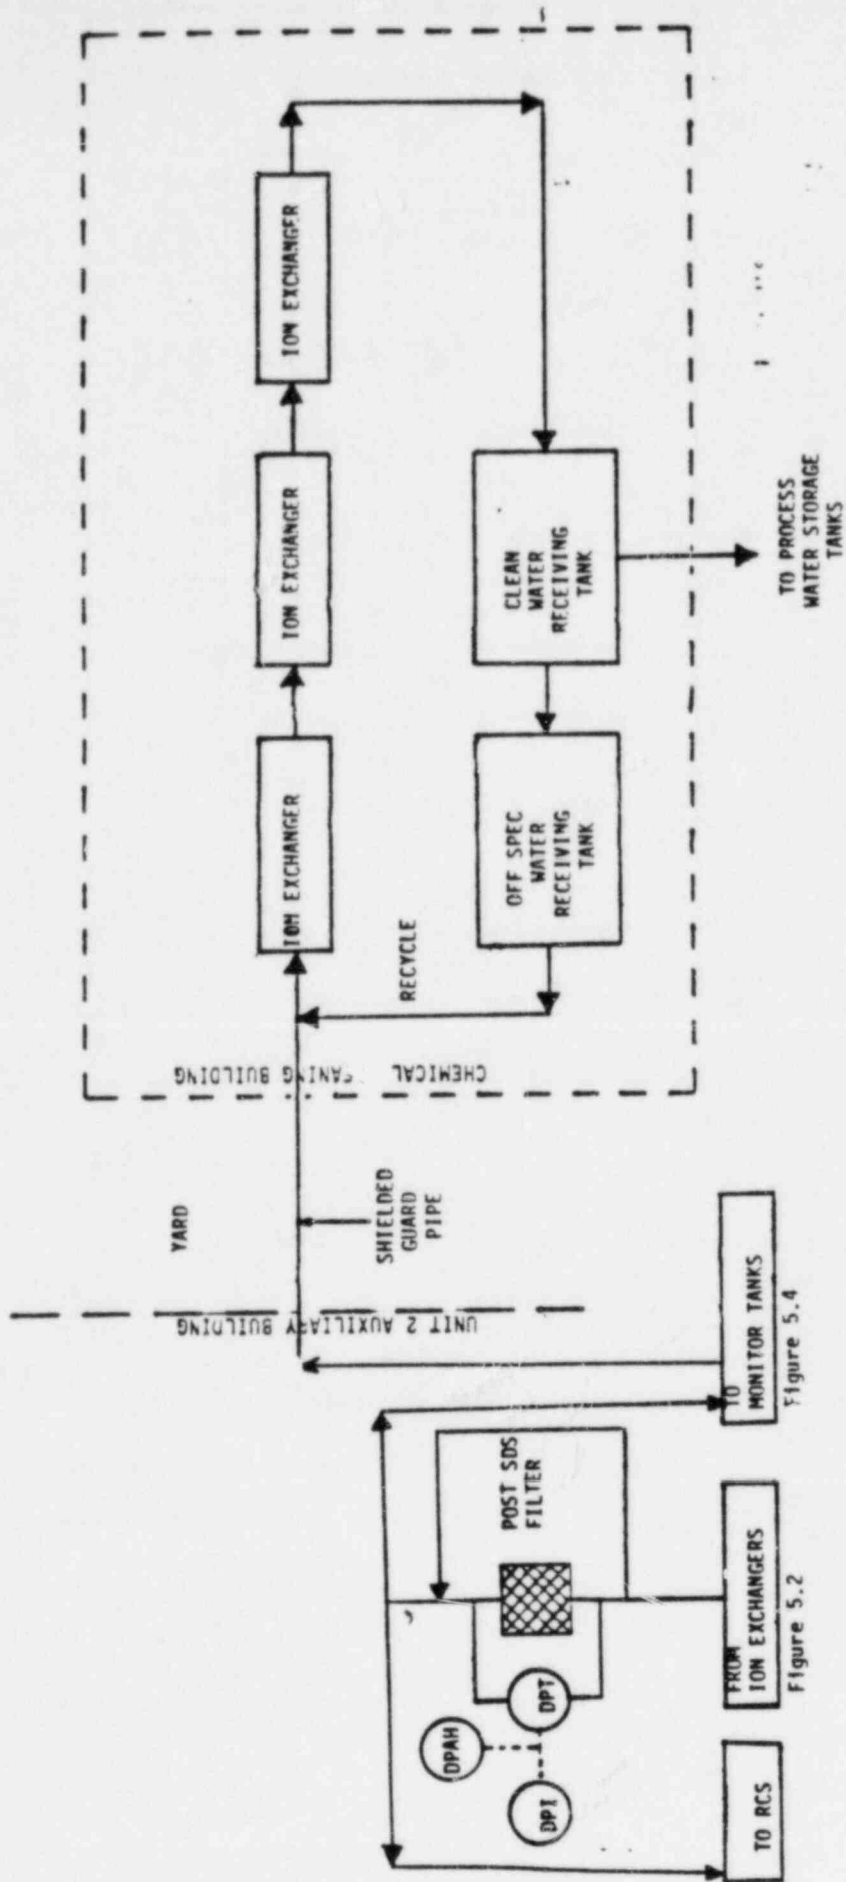 ION EXCHANGER
ION EXCHANGER
ION EXCHANGER
CLEAN
WATER
RECEIVING
TANK
OFF SPEC
WATER
RECEIVING
TANK
RECYCLE
TO PROCESS
WATER STORAGE
TANKS
CHEMICAL ANING BUILDING
YARD
SHIELDED
GUARD
PIPE
UNIT 2 AUXILIARY BUILDING
TO
MONITOR TANKS
Figure 5.4
POST SDS
FILTER
FROM
ION EXCHANGERS
Figure 5.2
DPT
DPAH
DPI
TO RCS